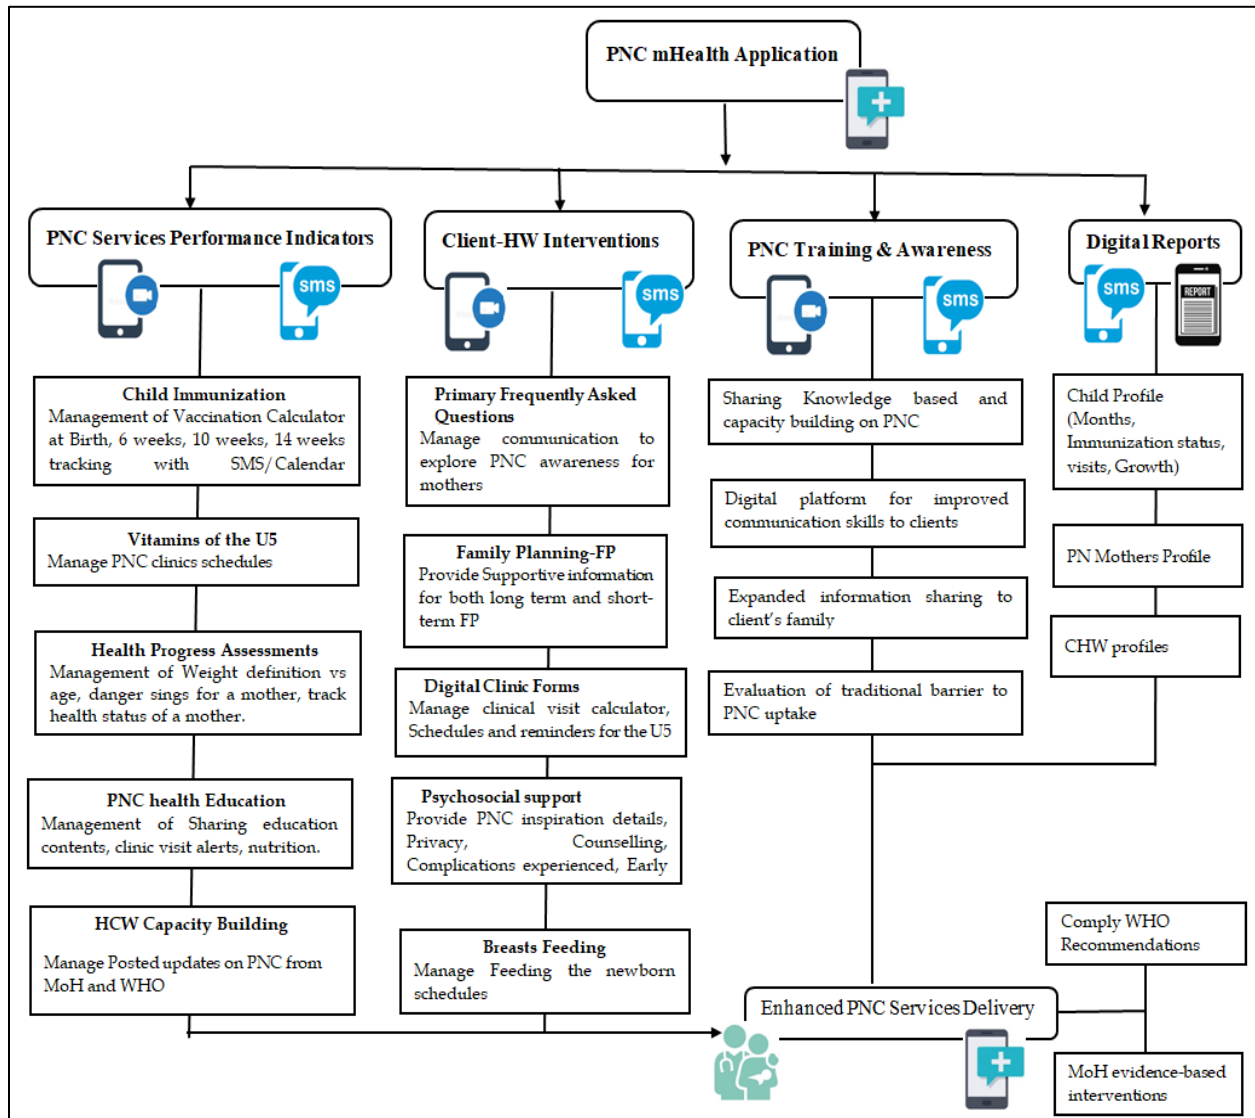 PNC mHealth Application
PNC Services Performance Indicators
sms
Child Immunization
Management of Vaccination Calculator
at Birth, 6 weeks, 10 weeks, 14 weeks
tracking with SMS/Calendar
Vitamins of the U5
Manage PNC clinics schedules
Health Progress Assessments
Management of Weight definition vs
age, danger sings for a mother, track
health status of a mother.
PNC health Education
Management of Sharing education
contents, clinic visit alerts, nutrition.
HCW Capacity Building
Manage Posted updates on PNC from
MoH and WHO
Client-HW Interventions
sms
Primary Frequently Asked
Questions
Manage communication to
explore PNC awareness for
mothers
Family Planning-FP
Provide Supportive information
for both long term and short-
term FP
Digital Clinic Forms
Manage clinical visit calculator,
Schedules and reminders for the U5
Psychosocial support
Provide PNC inspiration details,
Privacy, Counselling,
Complications experienced, Early
Breasts Feeding
Manage Feeding the newborn
schedules
PNC Training & Awareness
sms
Sharing Knowledge based and
capacity building on PNC
Digital platform for improved
communication skills to clients
Expanded information sharing to
client's family
Evaluation of traditional barrier to
PNC uptake
Digital Reports
sms
REPORT
Child Profile
(Months,
Immunization status,
visits, Growth)
PN Mothers Profile
CHW profiles
Enhanced PNC Services Delivery
Comply WHO
Recommendations
MoH evidence-based
interventions